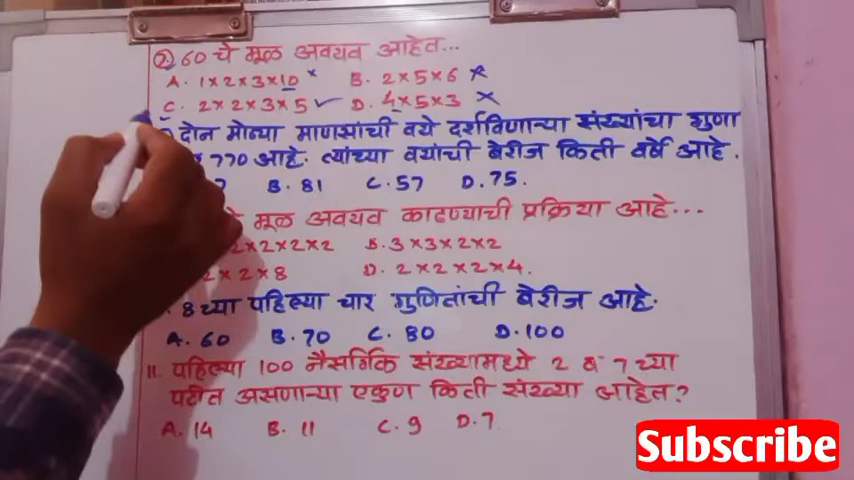 ७) 60 चे मूळ अवयव आहेत...
A. 1×2×3×10 × B. 2×5×6 ×
C. 2×2×3×5 ✓ D. 4×5×3 ×
दोन मोठ्या माणसांची वये दर्शविणाऱ्या संख्यांचा गुणा
770 आहे. त्यांच्या वयांची बेरीज किती वर्षे आहे.
7 B. 81 C. 57 D. 75.
मूळ अवयव काढण्याची प्रक्रिया आहे...
2×2×2×2 B. 3×3×2×2
2×2×8 D. 2×2×2×4.
8 च्या पहिल्या चार गुणितांची बेरीज आहे.
A. 60 B. 70 C. 80 D. 100
11. पहिल्या 100 नैसर्गिक संख्यामध्ये 2 व 7 च्या
पटीत असणाऱ्या एकुण किती संख्या आहेत?
A. 14 B. 11 C. 9 D. 7
Subscribe
Subscribe